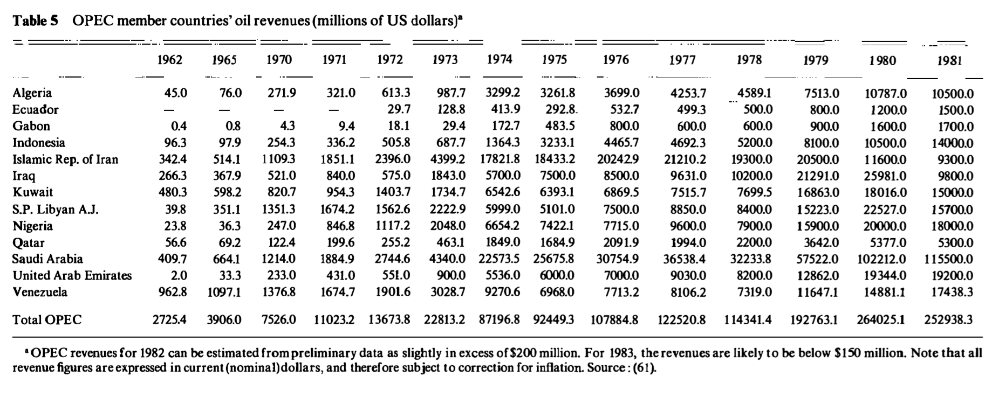 Table 5 OPEC member countries' oil revenues (millions of US dollars)ª
1962 1965 1970 1971 1972 1973 1974 1975 1976 1977 1978 1979 1980 1981
Algeria 45.0 76.0 271.9 321.0 613.3 987.7 3299.2 3261.8 3699.0 4253.7 4589.1 7513.0 10787.0 10500.0
Ecuador — — — — 29.7 128.8 413.9 292.8 532.7 499.3 500.0 800.0 1200.0 1500.0
Gabon 0.4 0.8 4.3 9.4 18.1 29.4 172.7 483.5 800.0 600.0 600.0 900.0 1600.0 1700.0
Indonesia 96.3 97.9 254.3 336.2 505.8 687.7 1364.3 3233.1 4465.7 4692.3 5200.0 8100.0 10500.0 14000.0
Islamic Rep. of Iran 342.4 514.1 1109.3 1851.1 2396.0 4399.2 17821.8 18433.2 20242.9 21210.2 19300.0 20500.0 11600.0 9300.0
Iraq 266.3 367.9 521.0 840.0 575.0 1843.0 5700.0 7500.0 8500.0 9631.0 10200.0 21291.0 25981.0 9800.0
Kuwait 480.3 598.2 820.7 954.3 1403.7 1734.7 6542.6 6393.1 6869.5 7515.7 7699.5 16863.0 18016.0 15000.0
S.P. Libyan A.J. 39.8 351.1 1351.3 1674.2 1562.6 2222.9 5999.0 5101.0 7500.0 8850.0 8400.0 15223.0 22527.0 15700.0
Nigeria 23.8 36.3 247.0 846.8 1117.2 2048.0 6654.2 7422.1 7715.0 9600.0 7900.0 15900.0 20000.0 18000.0
Qatar 56.6 69.2 122.4 199.6 255.2 463.1 1849.0 1684.9 2091.9 1994.0 2200.0 3642.0 5377.0 5300.0
Saudi Arabia 409.7 664.1 1214.0 1884.9 2744.6 4340.0 22573.5 25675.8 30754.9 36538.4 32233.8 57522.0 102212.0 115500.0
United Arab Emirates 2.0 33.3 233.0 431.0 551.0 900.0 5536.0 6000.0 7000.0 9030.0 8200.0 12862.0 19344.0 19200.0
Venezuela 962.8 1097.1 1376.8 1674.7 1901.6 3028.7 9270.6 6968.0 7713.2 8106.2 7319.0 11647.1 14881.1 17438.3
Total OPEC 2725.4 3906.0 7526.0 11023.2 13673.8 22813.2 87196.8 92449.3 107884.8 122520.8 114341.4 192763.1 264025.1 252938.3
ª OPEC revenues for 1982 can be estimated from preliminary data as slightly in excess of $200 million. For 1983, the revenues are likely to be below $150 million. Note that all
revenue figures are expressed in current (nominal) dollars, and therefore subject to correction for inflation. Source: (61).